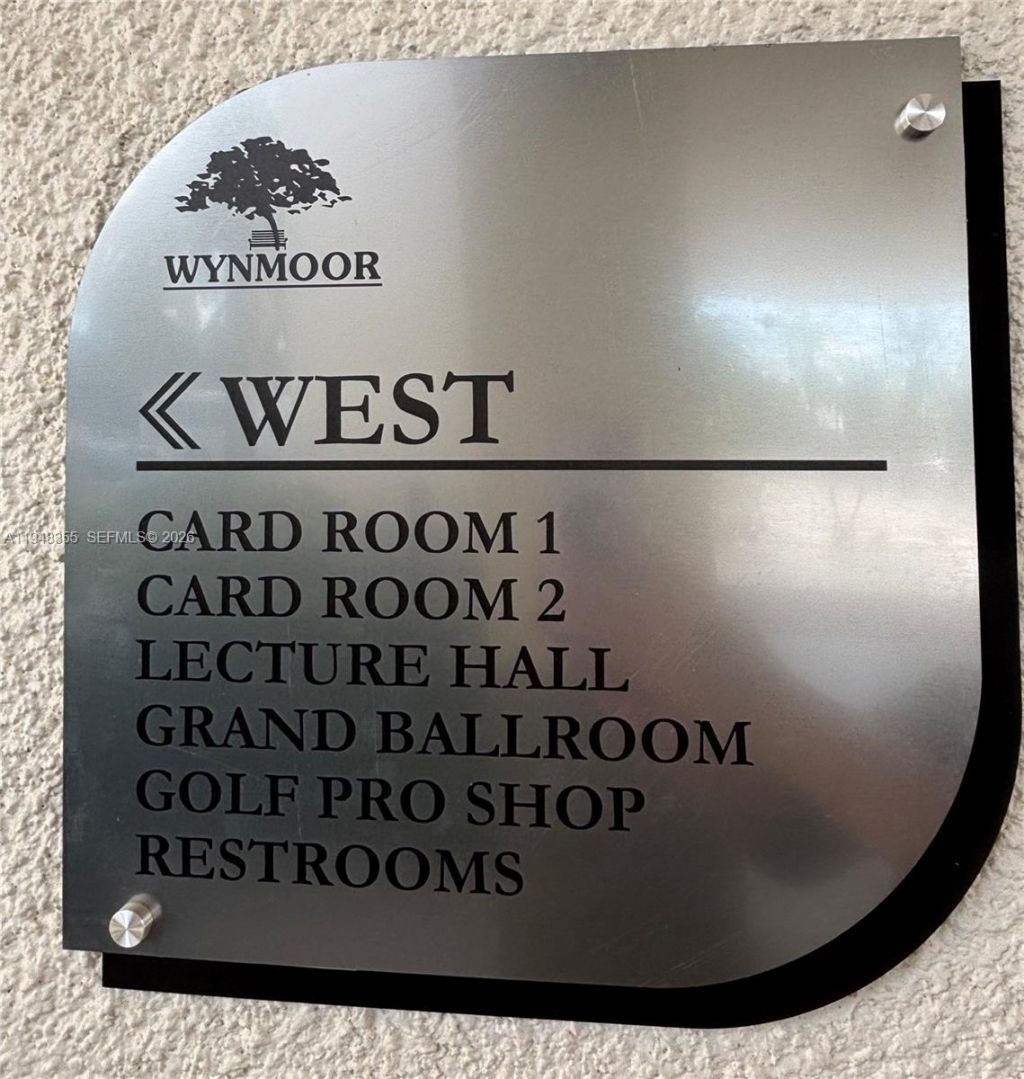 WYNMOOR
WEST
A11948355 SEFMLS© 2026
CARD ROOM 1
CARD ROOM 2
LECTURE HALL
GRAND BALLROOM
GOLF PRO SHOP
RESTROOMS